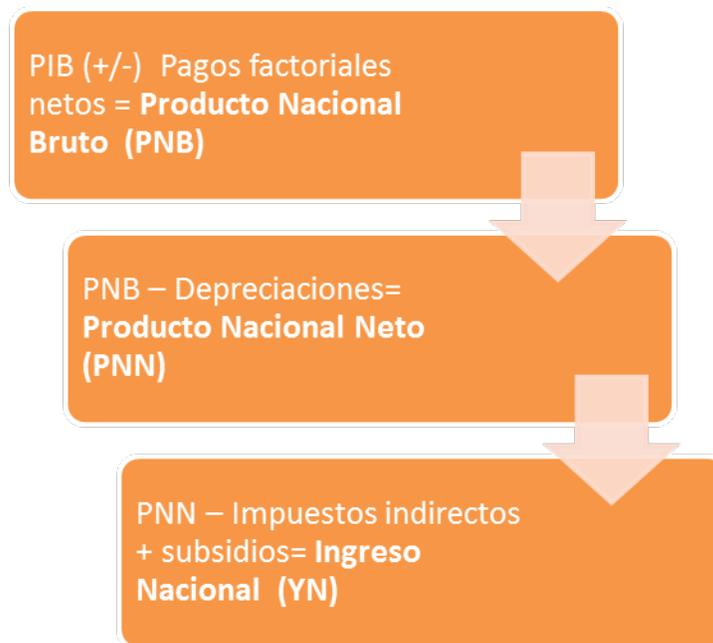 PIB (+/-)  Pagos factoriales
netos = Producto Nacional
Bruto  (PNB)
PNB – Depreciaciones=
Producto Nacional Neto
(PNN)
PNN – Impuestos indirectos
+ subsidios= Ingreso
Nacional  (YN)